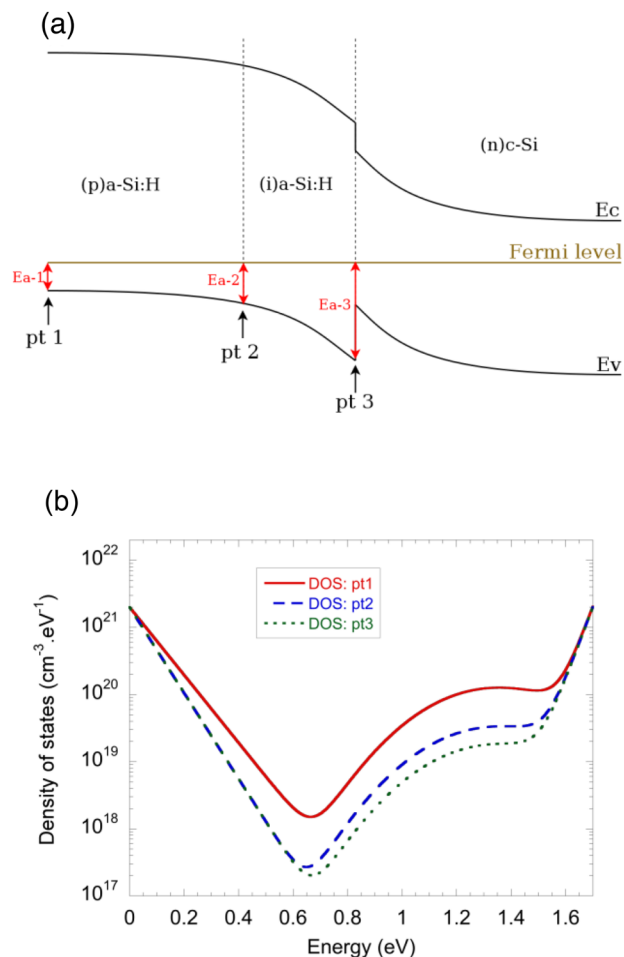 (a)
(p)a-Si:H
(i)a-Si:H
(n)c-Si
Ec
Fermi level
Ea-1
Ea-2
Ea-3
pt 1
pt 2
pt 3
Ev
(b)
Density of states (cm⁻³.eV⁻¹)
10²²
10²¹
10²⁰
10¹⁹
10¹⁸
10¹⁷
DOS: pt1
DOS: pt2
DOS: pt3
0 0.2 0.4 0.6 0.8 1 1.2 1.4 1.6
Energy (eV)